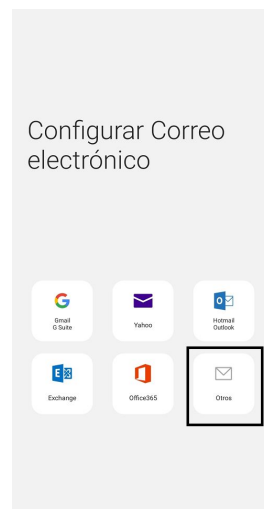 Configurar Correo
electrónico
Gmail
G Suite
Yahoo
Hotmail
Outlook
Exchange
Office365
Otros